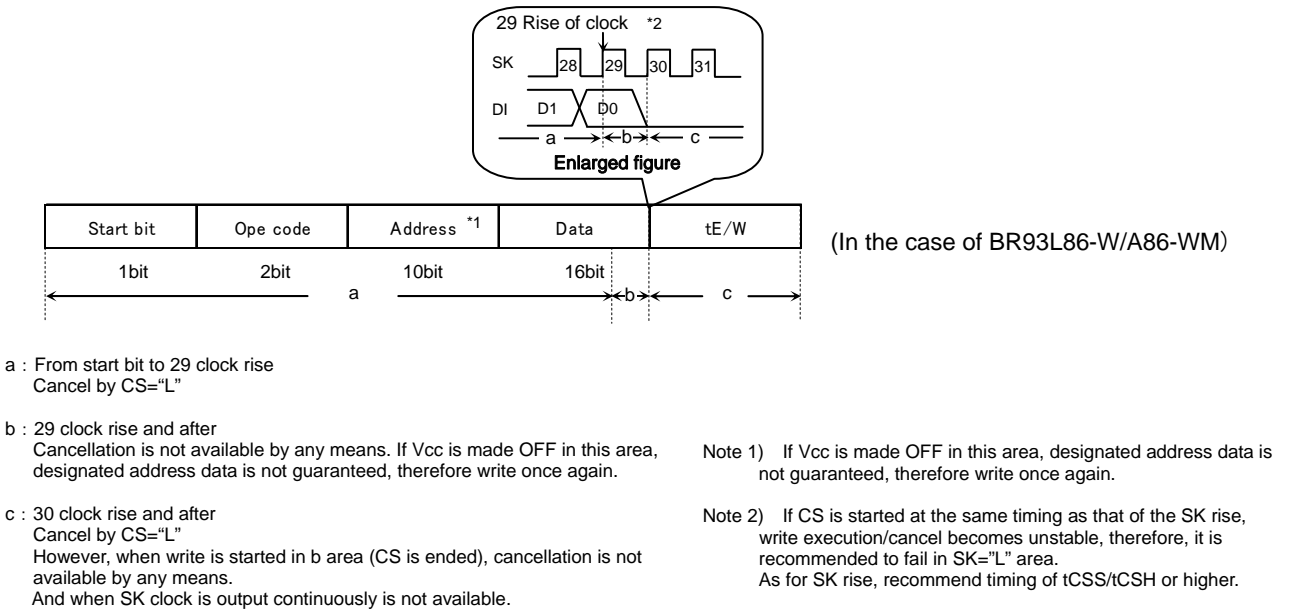 29 Rise of clock *2
SK 28 29 30 31
DI D1 D0
a b c
Enlarged figure
Start bit Ope code Address *1 Data tE/W
(In the case of BR93L86-W/A86-WM)
1bit 2bit 10bit 16bit
a b c
a : From start bit to 29 clock rise
Cancel by CS=“L”
b : 29 clock rise and after
Cancellation is not available by any means. If Vcc is made OFF in this area,
designated address data is not guaranteed, therefore write once again.
c : 30 clock rise and after
Cancel by CS=“L”
However, when write is started in b area (CS is ended), cancellation is not
available by any means.
And when SK clock is output continuously is not available.
Note 1) If Vcc is made OFF in this area, designated address data is
not guaranteed, therefore write once again.
Note 2) If CS is started at the same timing as that of the SK rise,
write execution/cancel becomes unstable, therefore, it is
recommended to fail in SK=”L” area.
As for SK rise, recommend timing of tCSS/tCSH or higher.